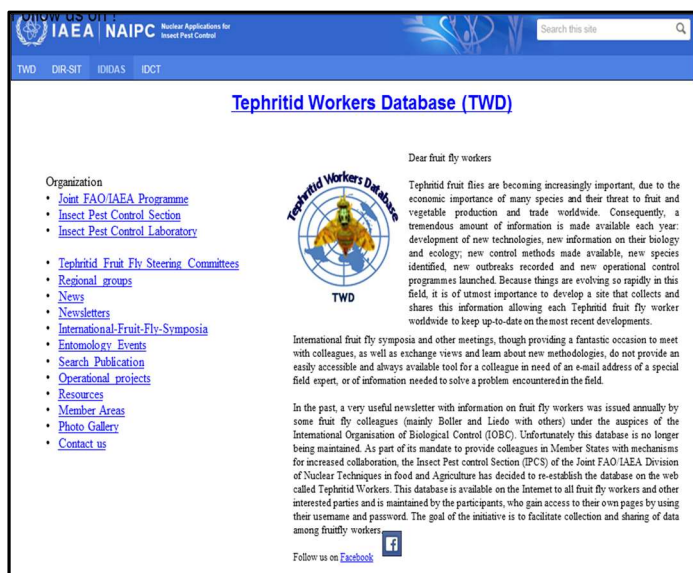 Follow us on !
IAEA NAIPC Nuclear Applications for
Insect Pest Control
Search this site
TWD DIR-SIT IDIDAS IDCT
Tephritid Workers Database (TWD)
Organization
• Joint FAO/IAEA Programme
• Insect Pest Control Section
• Insect Pest Control Laboratory
• Tephritid Fruit Fly Steering Committees
• Regional groups
• News
• Newsletters
• International-Fruit-Fly-Symposia
• Entomology Events
• Search Publication
• Operational projects
• Resources
• Member Areas
• Photo Gallery
• Contact us
Tephritid Workers Database
TWD
Dear fruit fly workers
Tephritid fruit flies are becoming increasingly important, due to the
economic importance of many species and their threat to fruit and
vegetable production and trade worldwide. Consequently, a
tremendous amount of information is made available each year:
development of new technologies, new information on their biology
and ecology; new control methods made available, new species
identified, new outbreaks recorded and new operational control
programmes launched. Because things are evolving so rapidly in this
field, it is of utmost importance to develop a site that collects and
shares this information allowing each Tephritid fruit fly worker
worldwide to keep up-to-date on the most recent developments.
International fruit fly symposia and other meetings, though providing a fantastic occasion to meet
with colleagues, as well as exchange views and learn about new methodologies, do not provide an
easily accessible and always available tool for a colleague in need of an e-mail address of a special
field expert, or of information needed to solve a problem encountered in the field.
In the past, a very useful newsletter with information on fruit fly workers was issued annually by
some fruit fly colleagues (mainly Boller and Liedo with others) under the auspices of the
International Organisation of Biological Control (IOBC). Unfortunately this database is no longer
being maintained. As part of its mandate to provide colleagues in Member States with mechanisms
for increased collaboration, the Insect Pest control Section (IPCS) of the Joint FAO/IAEA Division
of Nuclear Techniques in food and Agriculture has decided to re-establish the database on the web
called Tephritid Workers. This database is available on the Internet to all fruit fly workers and other
interested parties and is maintained by the participants, who gain access to their own pages by using
their username and password. The goal of the initiative is to facilitate collection and sharing of data
among fruitfly workers.
Follow us on Facebook